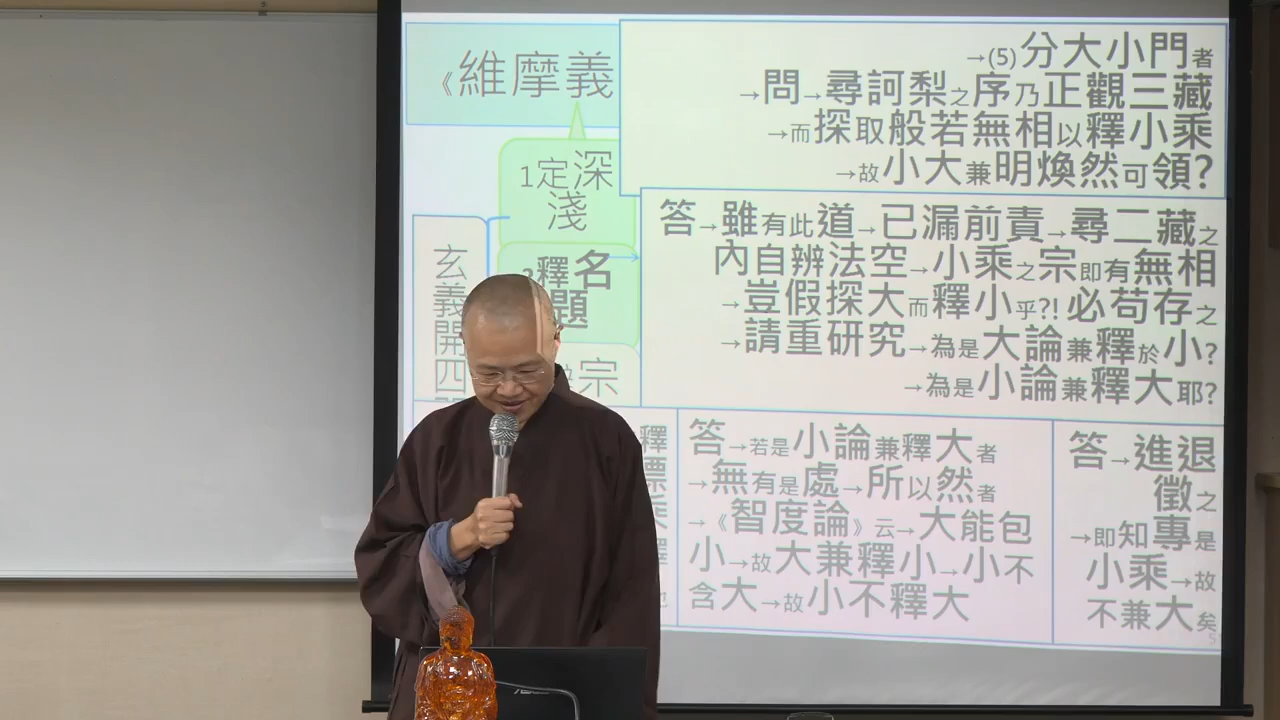 《維摩義
1定深
淺
釋名
題
宗
玄
義
開
四
→(5)分大小門者
→問→尋訶梨之序乃正觀三藏
→而探取般若無相以釋小乘
→故小大兼明煥然可領?
答→雖有此道→已漏前責→尋二藏之
內自辨法空→小乘之宗即有無相
→豈假探大而釋小乎?!必苟存之
→請重研究→為是大論兼釋於小?
→為是小論兼釋大耶?
釋
標
釋
也
答→若是小論兼釋大者
→無有是處→所以然者
→《智度論》云→大能包
小→故大兼釋小→小不
含大→故小不釋大
答→進退
徵之
→即知專是
小乘→故
不兼大矣